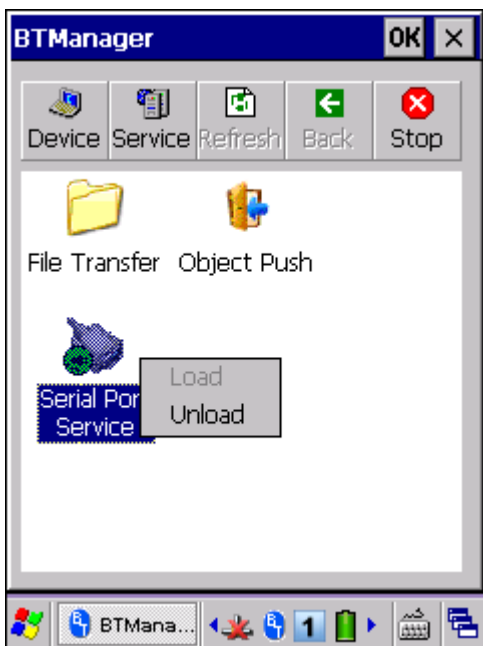 BTManager OK
Device Service Refresh Back Stop
File Transfer Object Push
Serial Por
Service
Load
Unload
BTMana... 1